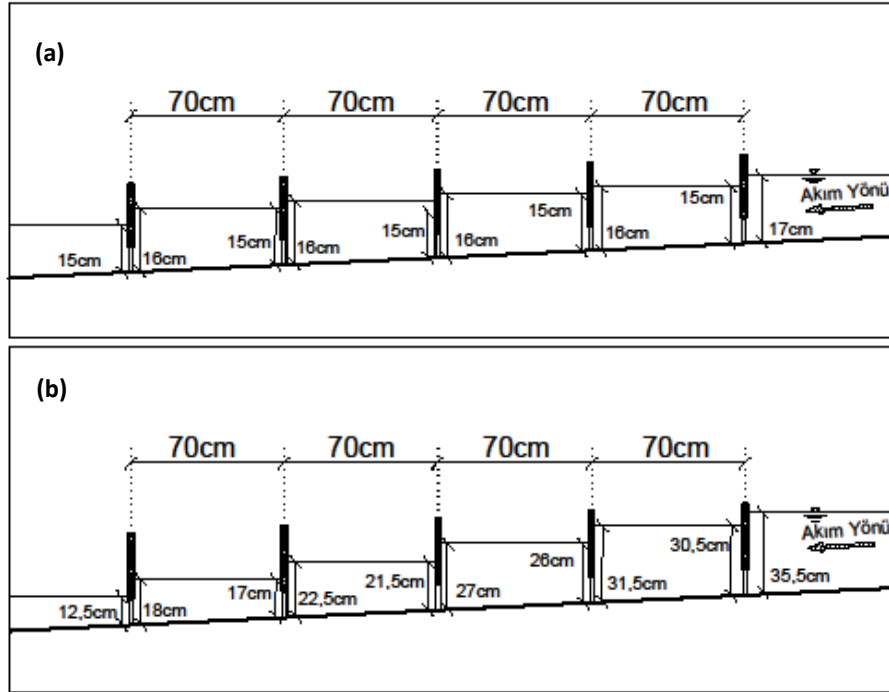 (a)
70cm 70cm 70cm 70cm
Akım Yönü
15cm 16cm 15cm 16cm 15cm 16cm 15cm 16cm 15cm 17cm
(b)
70cm 70cm 70cm 70cm
Akım Yönü
12,5cm 18cm 17cm 22,5cm 21,5cm 27cm 26cm 31,5cm 30,5cm 35,5cm